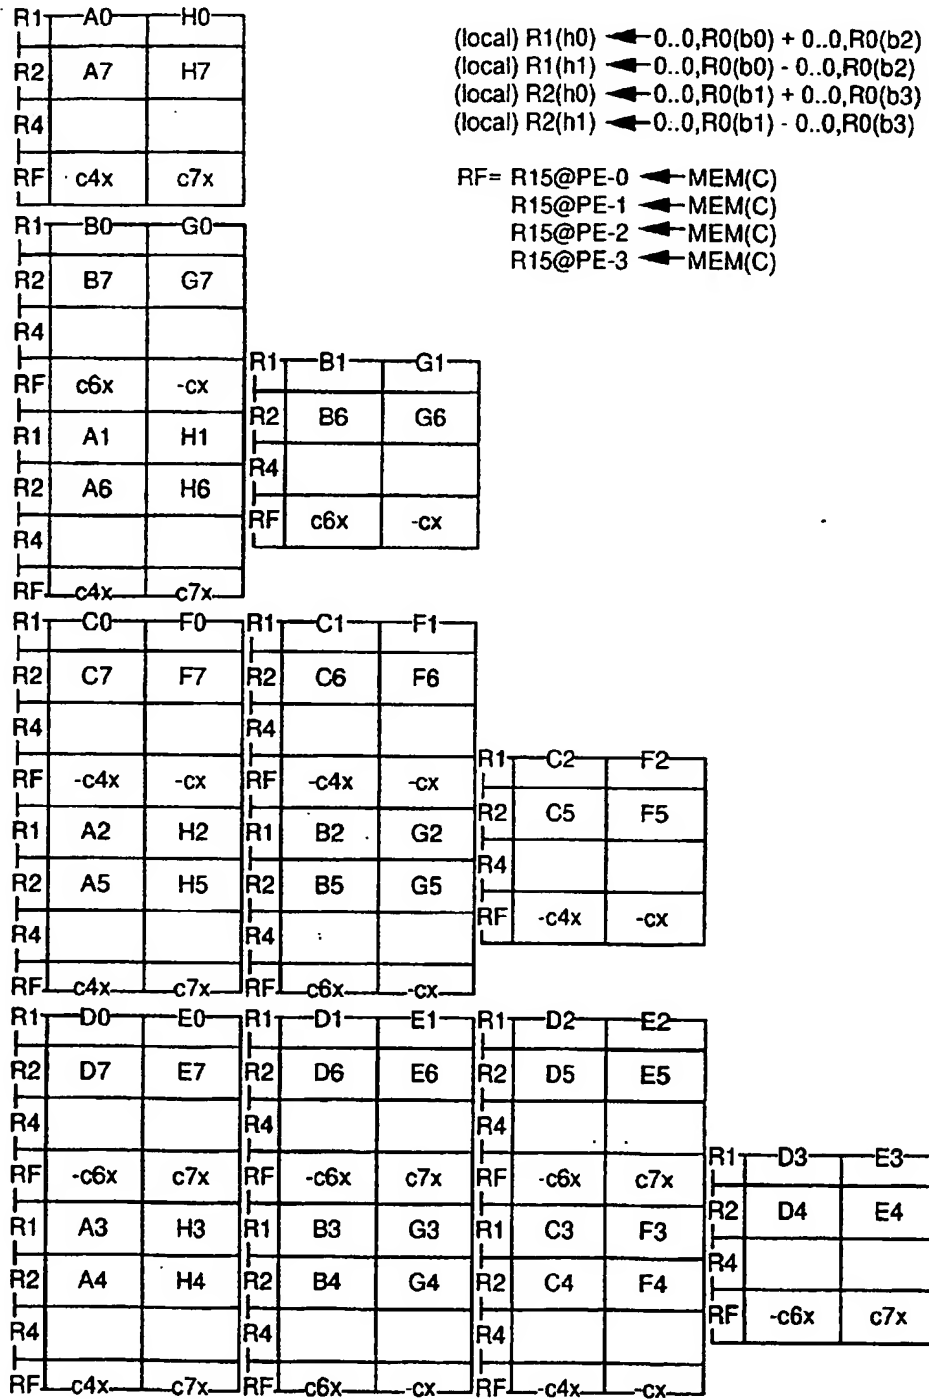 R1 A0 H0
(local) R1(h0) ← 0..0,R0(b0) + 0..0,R0(b2)
R2 A7 H7
(local) R1(h1) ← 0..0,R0(b0) - 0..0,R0(b2)
(local) R2(h0) ← 0..0,R0(b1) + 0..0,R0(b3)
R4
(local) R2(h1) ← 0..0,R0(b1) - 0..0,R0(b3)
RF c4x c7x
RF= R15@PE-0 ← MEM(C)
R15@PE-1 ← MEM(C)
R15@PE-2 ← MEM(C)
R15@PE-3 ← MEM(C)
R1 B0 G0
R2 B7 G7
R4
RF c6x -cx
R1 A1 H1
R2 A6 H6
R4
RF c4x c7x
R1 B1 G1
R2 B6 G6
R4
RF c6x -cx
R1 C0 F0
R2 C7 F7
R4
RF -c4x -cx
R1 A2 H2
R2 A5 H5
R4
RF c4x c7x
R1 C1 F1
R2 C6 F6
R4
RF -c4x -cx
R1 B2 G2
R2 B5 G5
R4
RF c6x -cx
R1 C2 F2
R2 C5 F5
R4
RF -c4x -cx
R1 D0 E0
R2 D7 E7
R4
RF -c6x c7x
R1 A3 H3
R2 A4 H4
R4
RF c4x c7x
R1 D1 E1
R2 D6 E6
R4
RF -c6x c7x
R1 B3 G3
R2 B4 G4
R4
RF c6x -cx
R1 D2 E2
R2 D5 E5
R4
RF -c6x c7x
R1 C3 F3
R2 C4 F4
R4
RF -c4x -cx
R1 D3 E3
R2 D4 E4
R4
RF -c6x c7x